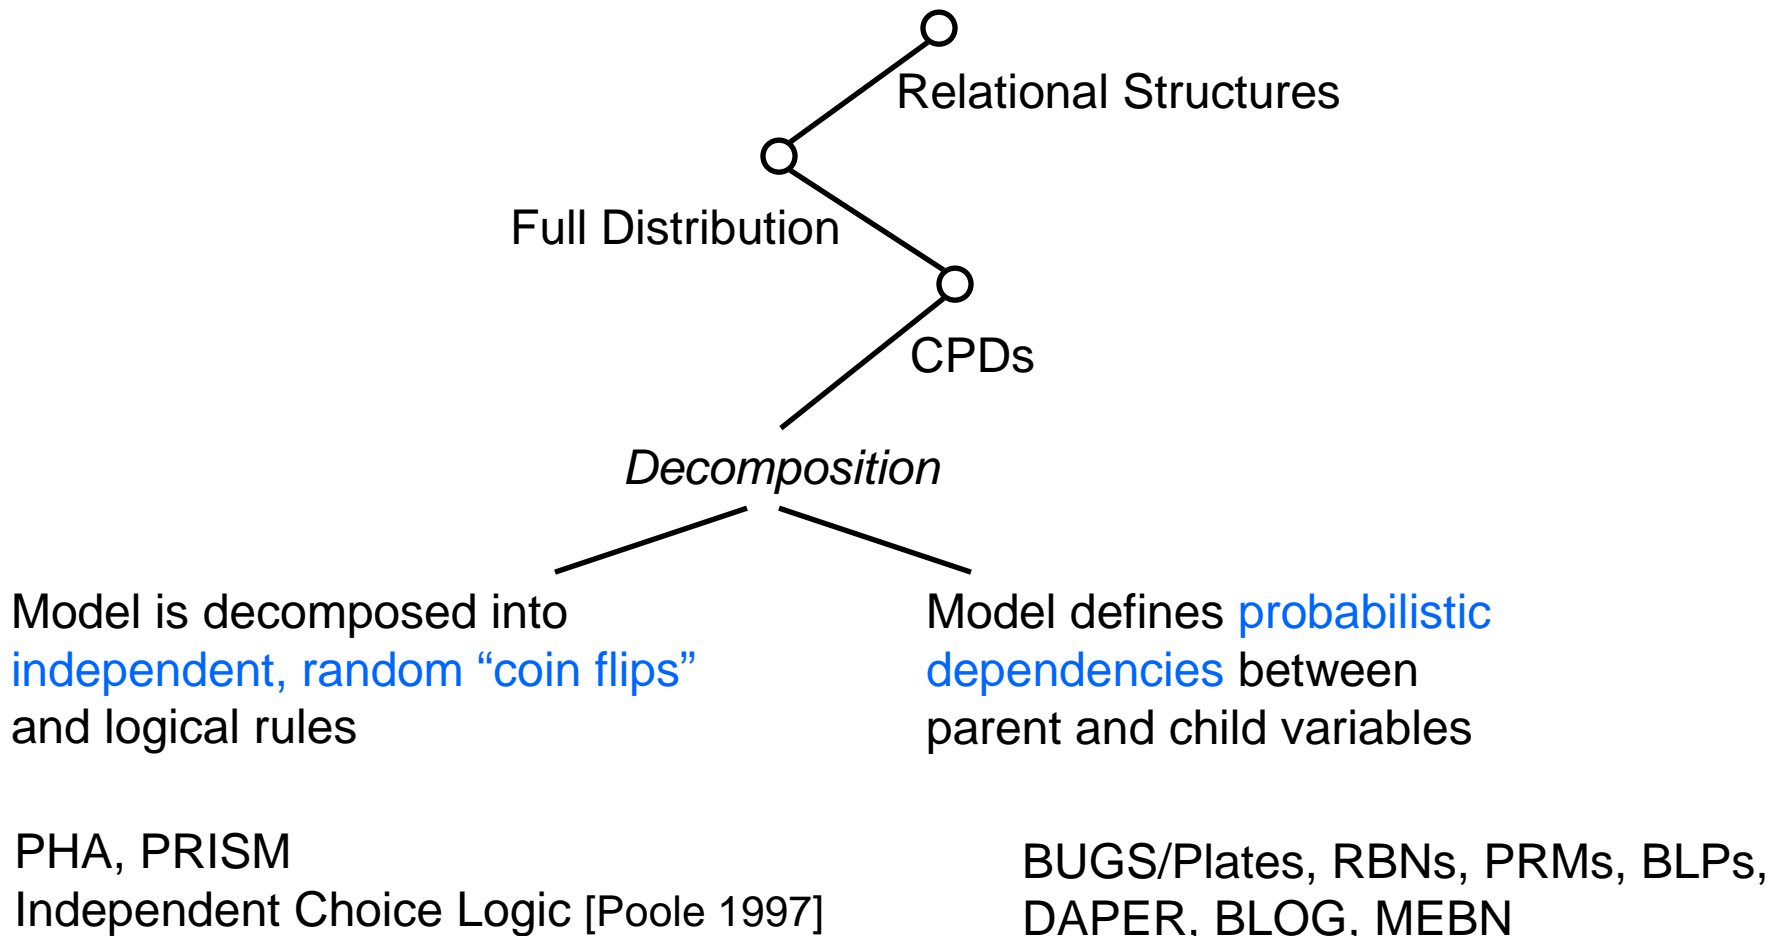 Relational Structures
Full Distribution
CPDs
Decomposition
Model is decomposed into
independent, random “coin flips”
and logical rules
Model defines probabilistic
dependencies between
parent and child variables
PHA, PRISM
Independent Choice Logic [Poole 1997]
BUGS/Plates, RBNs, PRMs, BLPs,
DAPER, BLOG, MEBN